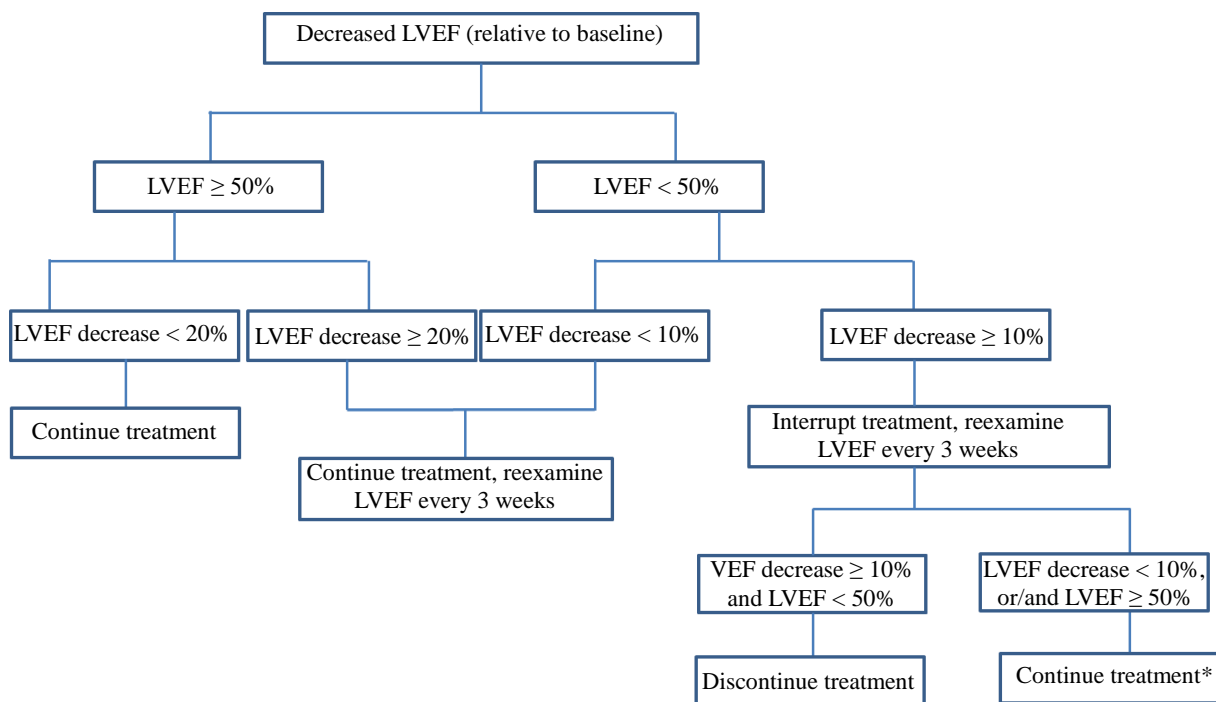 Decreased LVEF (relative to baseline)
LVEF ≥ 50%
LVEF < 50%
LVEF decrease < 20%
LVEF decrease ≥ 20%
LVEF decrease < 10%
LVEF decrease ≥ 10%
Continue treatment
Continue treatment, reexamine
LVEF every 3 weeks
Interrupt treatment, reexamine
LVEF every 3 weeks
VEF decrease ≥ 10%
and LVEF < 50%
LVEF decrease < 10%,
or/and LVEF ≥ 50%
Discontinue treatment
Continue treatment*